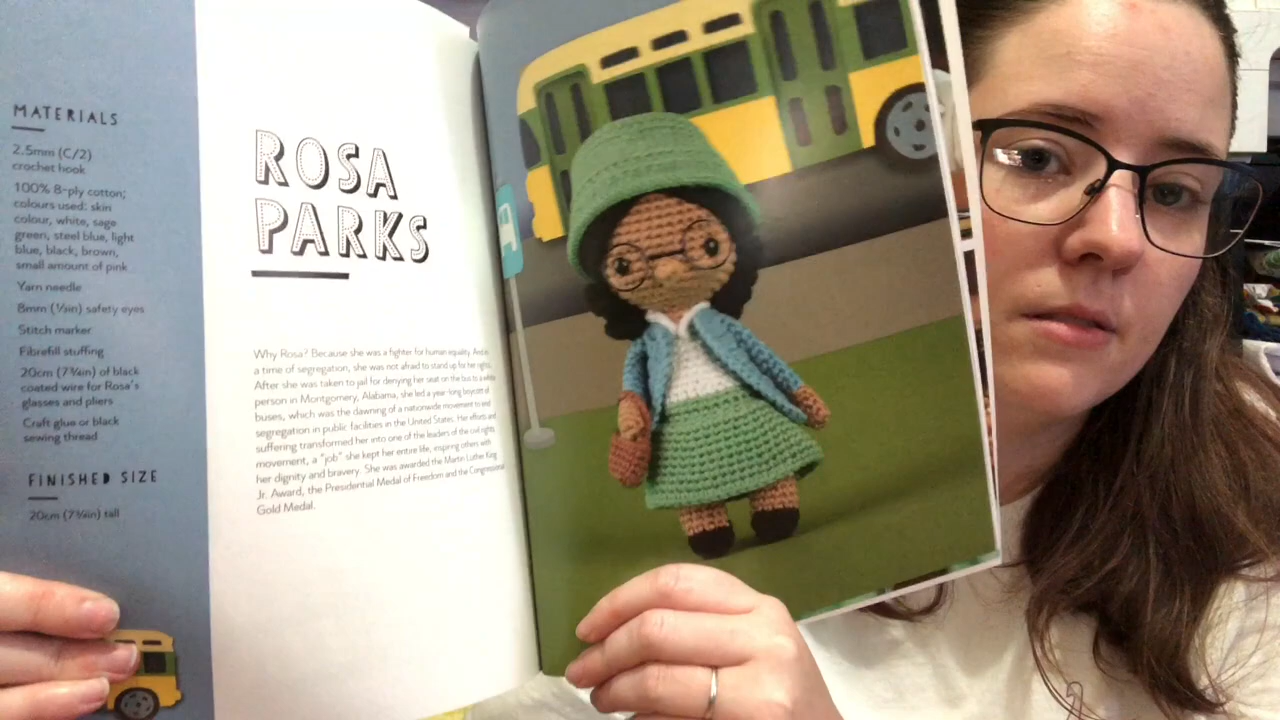 MATERIALS
2.5mm (C/2)
crochet hook
100% 8-ply cotton;
colours used: skin
colour, white, sage
green, steel blue, light
blue, black, brown,
small amount of pink
Yarn needle
8mm (⅓in) safety eyes
Stitch marker
Fibrefill stuffing
20cm (7¾in) of black
coated wire for Rosa's
glasses and pliers
Craft glue or black
sewing thread
FINISHED SIZE
20cm (7¾in) tall
ROSA
PARKS
Why Rosa? Because she was a fighter for human equality. And in
a time of segregation, she was not afraid to stand up for her rights.
After she was taken to jail for denying her seat on the bus to a white
person in Montgomery, Alabama, she led a year-long boycott of
buses, which was the dawning of a nationwide movement to end
segregation in public facilities in the United States. Her efforts and
suffering transformed her into one of the leaders of the civil rights
movement, a "job" she kept her entire life, inspiring others with
her dignity and bravery. She was awarded the Martin Luther King
Jr. Award, the Presidential Medal of Freedom and the Congressional
Gold Medal.